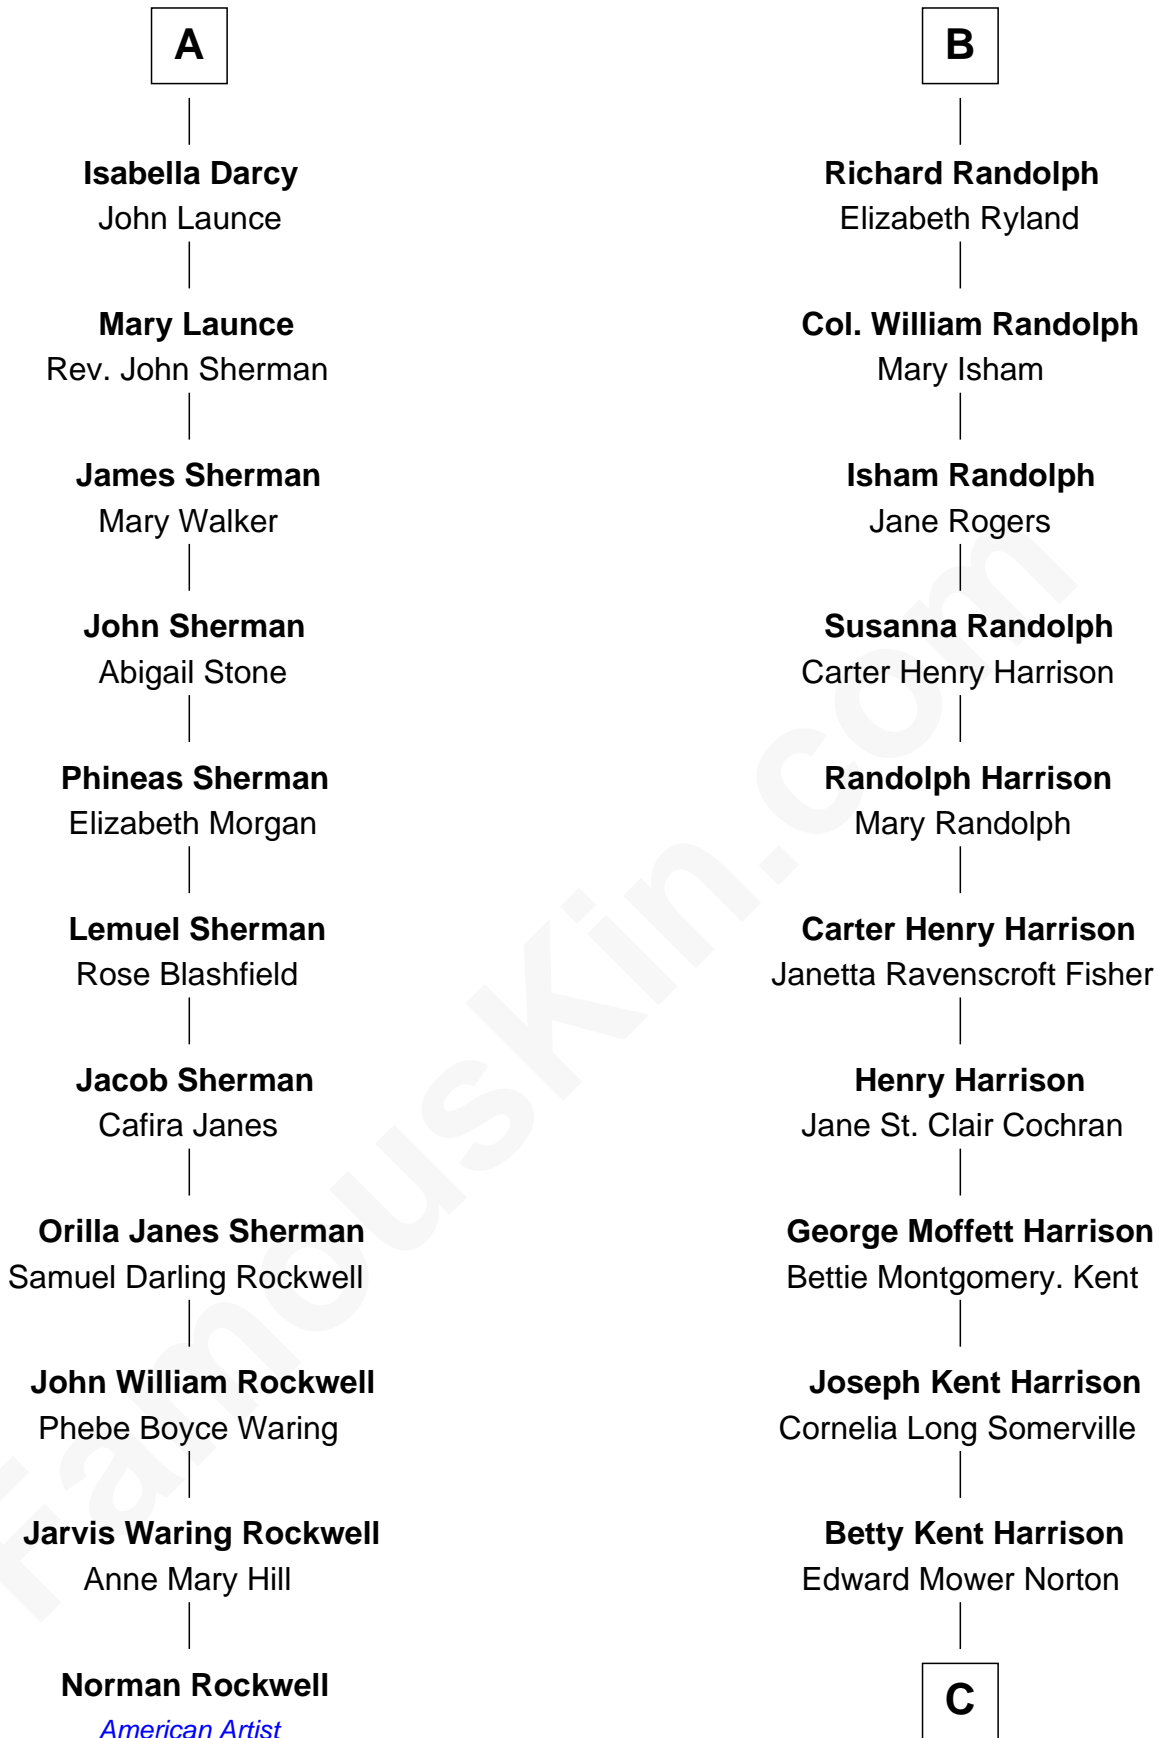 A
Isabella Darcy
John Launce
Mary Launce
Rev. John Sherman
James Sherman
Mary Walker
John Sherman
Abigail Stone
Phineas Sherman
Elizabeth Morgan
Lemuel Sherman
Rose Blashfield
Jacob Sherman
Cafira Janes
Orilla Janes Sherman
Samuel Darling Rockwell
John William Rockwell
Phebe Boyce Waring
Jarvis Waring Rockwell
Anne Mary Hill
Norman Rockwell
American Artist
B
Richard Randolph
Elizabeth Ryland
Col. William Randolph
Mary Isham
Isham Randolph
Jane Rogers
Susanna Randolph
Carter Henry Harrison
Randolph Harrison
Mary Randolph
Carter Henry Harrison
Janetta Ravenscroft Fisher
Henry Harrison
Jane St. Clair Cochran
George Moffett Harrison
Bettie Montgomery. Kent
Joseph Kent Harrison
Cornelia Long Somerville
Betty Kent Harrison
Edward Mower Norton
C
FamousKin.com